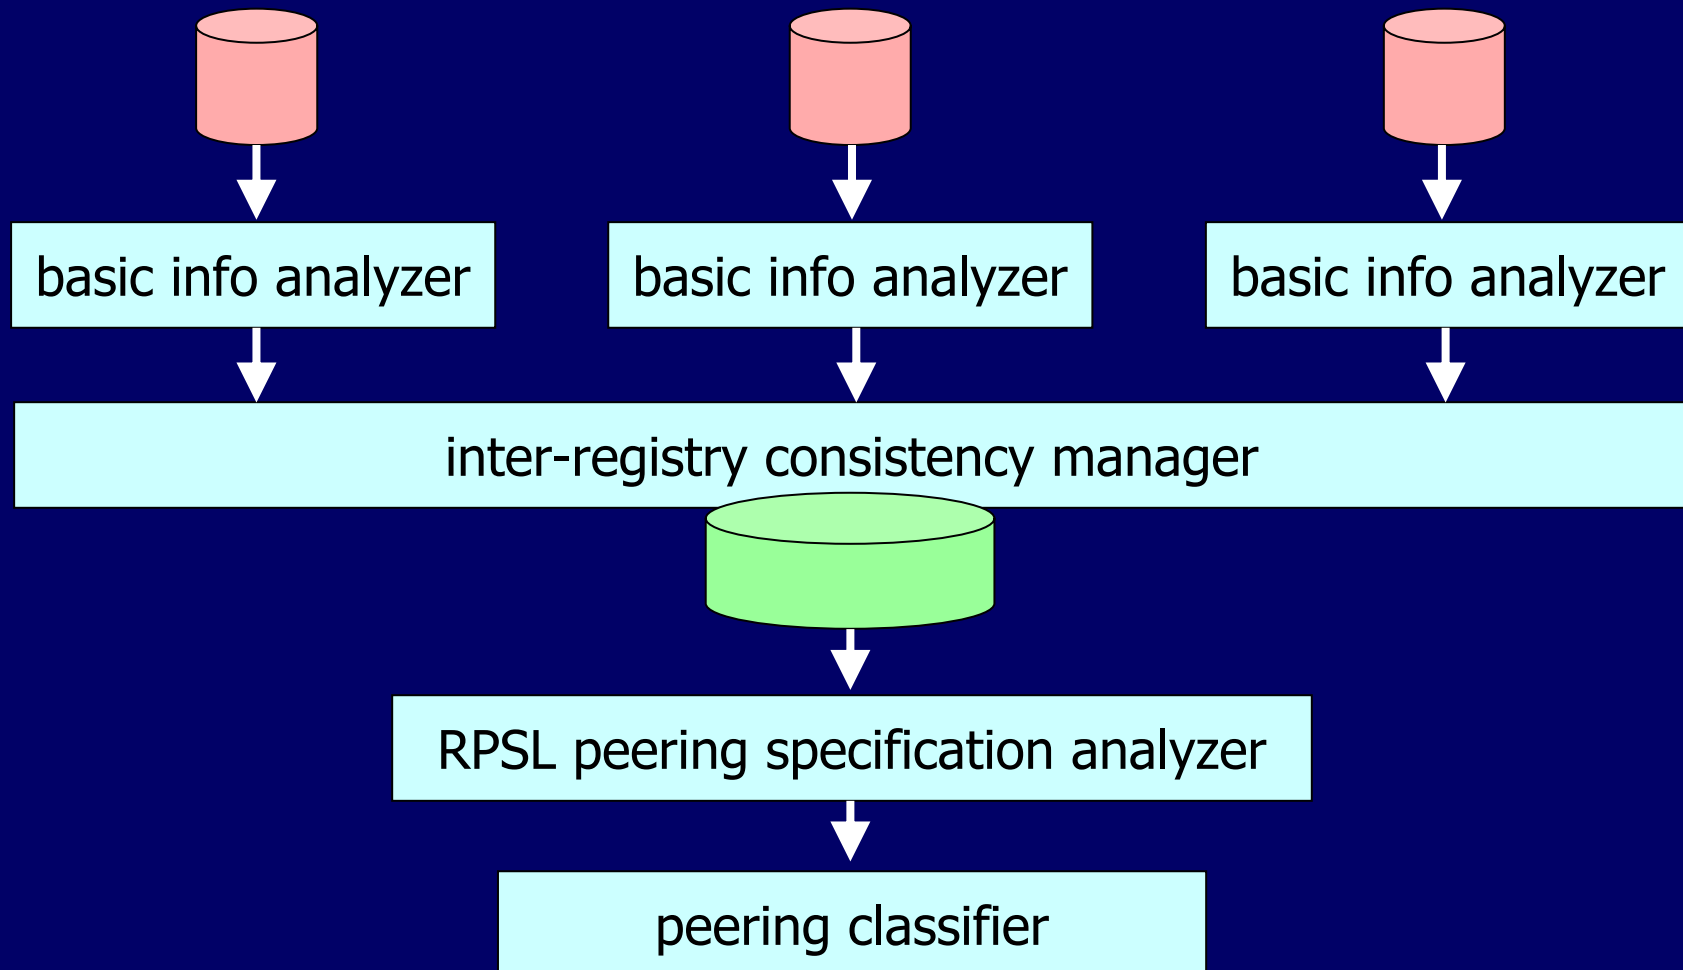 basic info analyzer
basic info analyzer
basic info analyzer
inter-registry consistency manager
RPSL peering specification analyzer
peering classifier